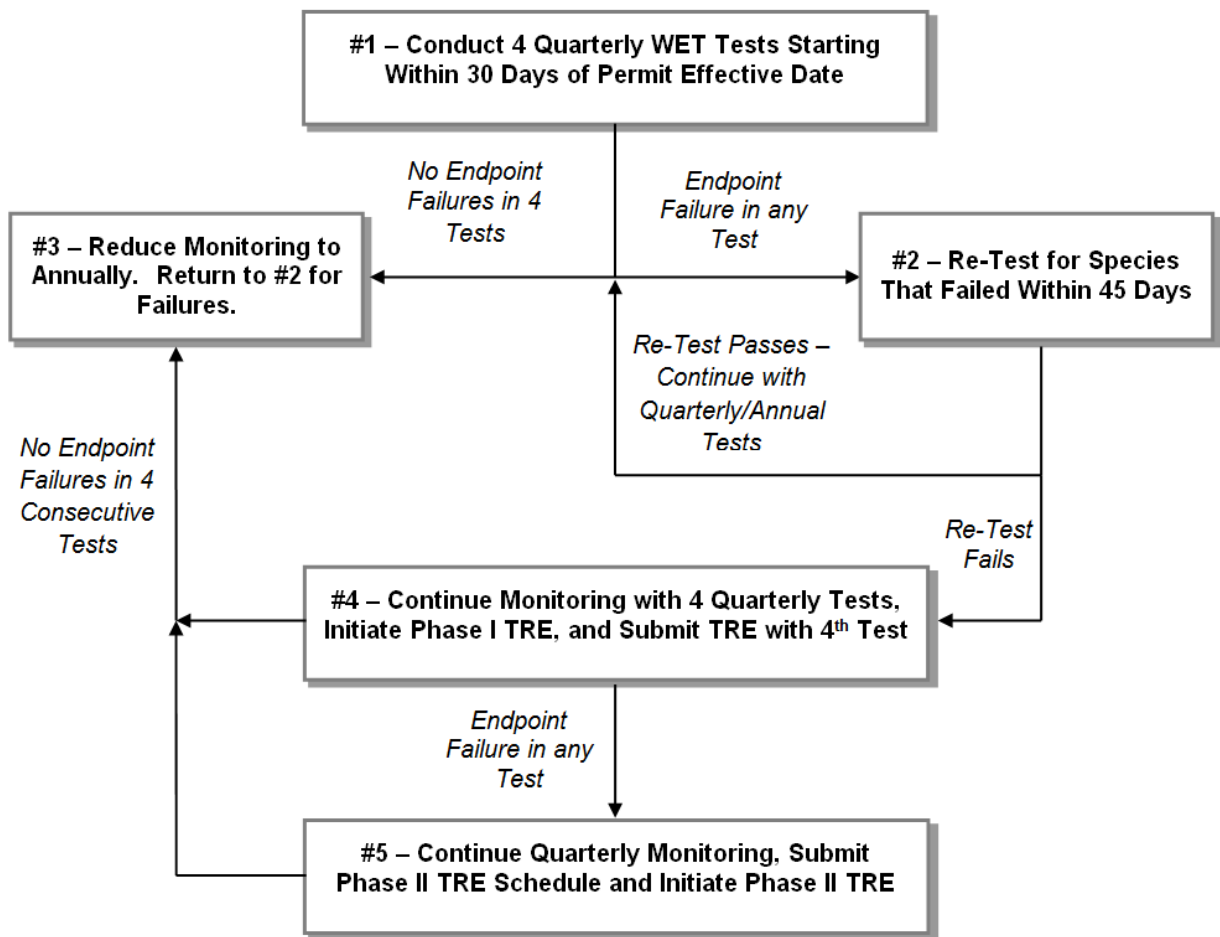 #1 – Conduct 4 Quarterly WET Tests Starting
Within 30 Days of Permit Effective Date
No Endpoint
Failures in 4
Tests
Endpoint
Failure in any
Test
#3 – Reduce Monitoring to
Annually. Return to #2 for
Failures.
#2 – Re-Test for Species
That Failed Within 45 Days
Re-Test Passes –
Continue with
Quarterly/Annual
Tests
No Endpoint
Failures in 4
Consecutive
Tests
Re-Test
Fails
#4 – Continue Monitoring with 4 Quarterly Tests,
Initiate Phase I TRE, and Submit TRE with 4th Test
Endpoint
Failure in any
Test
#5 – Continue Quarterly Monitoring, Submit
Phase II TRE Schedule and Initiate Phase II TRE